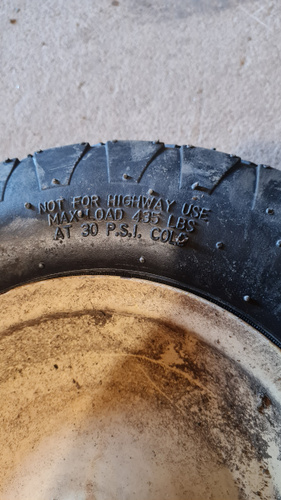 NOT FOR HIGHWAY USE
MAX LOAD 435 LBS
AT 30 P.S.I. COLD